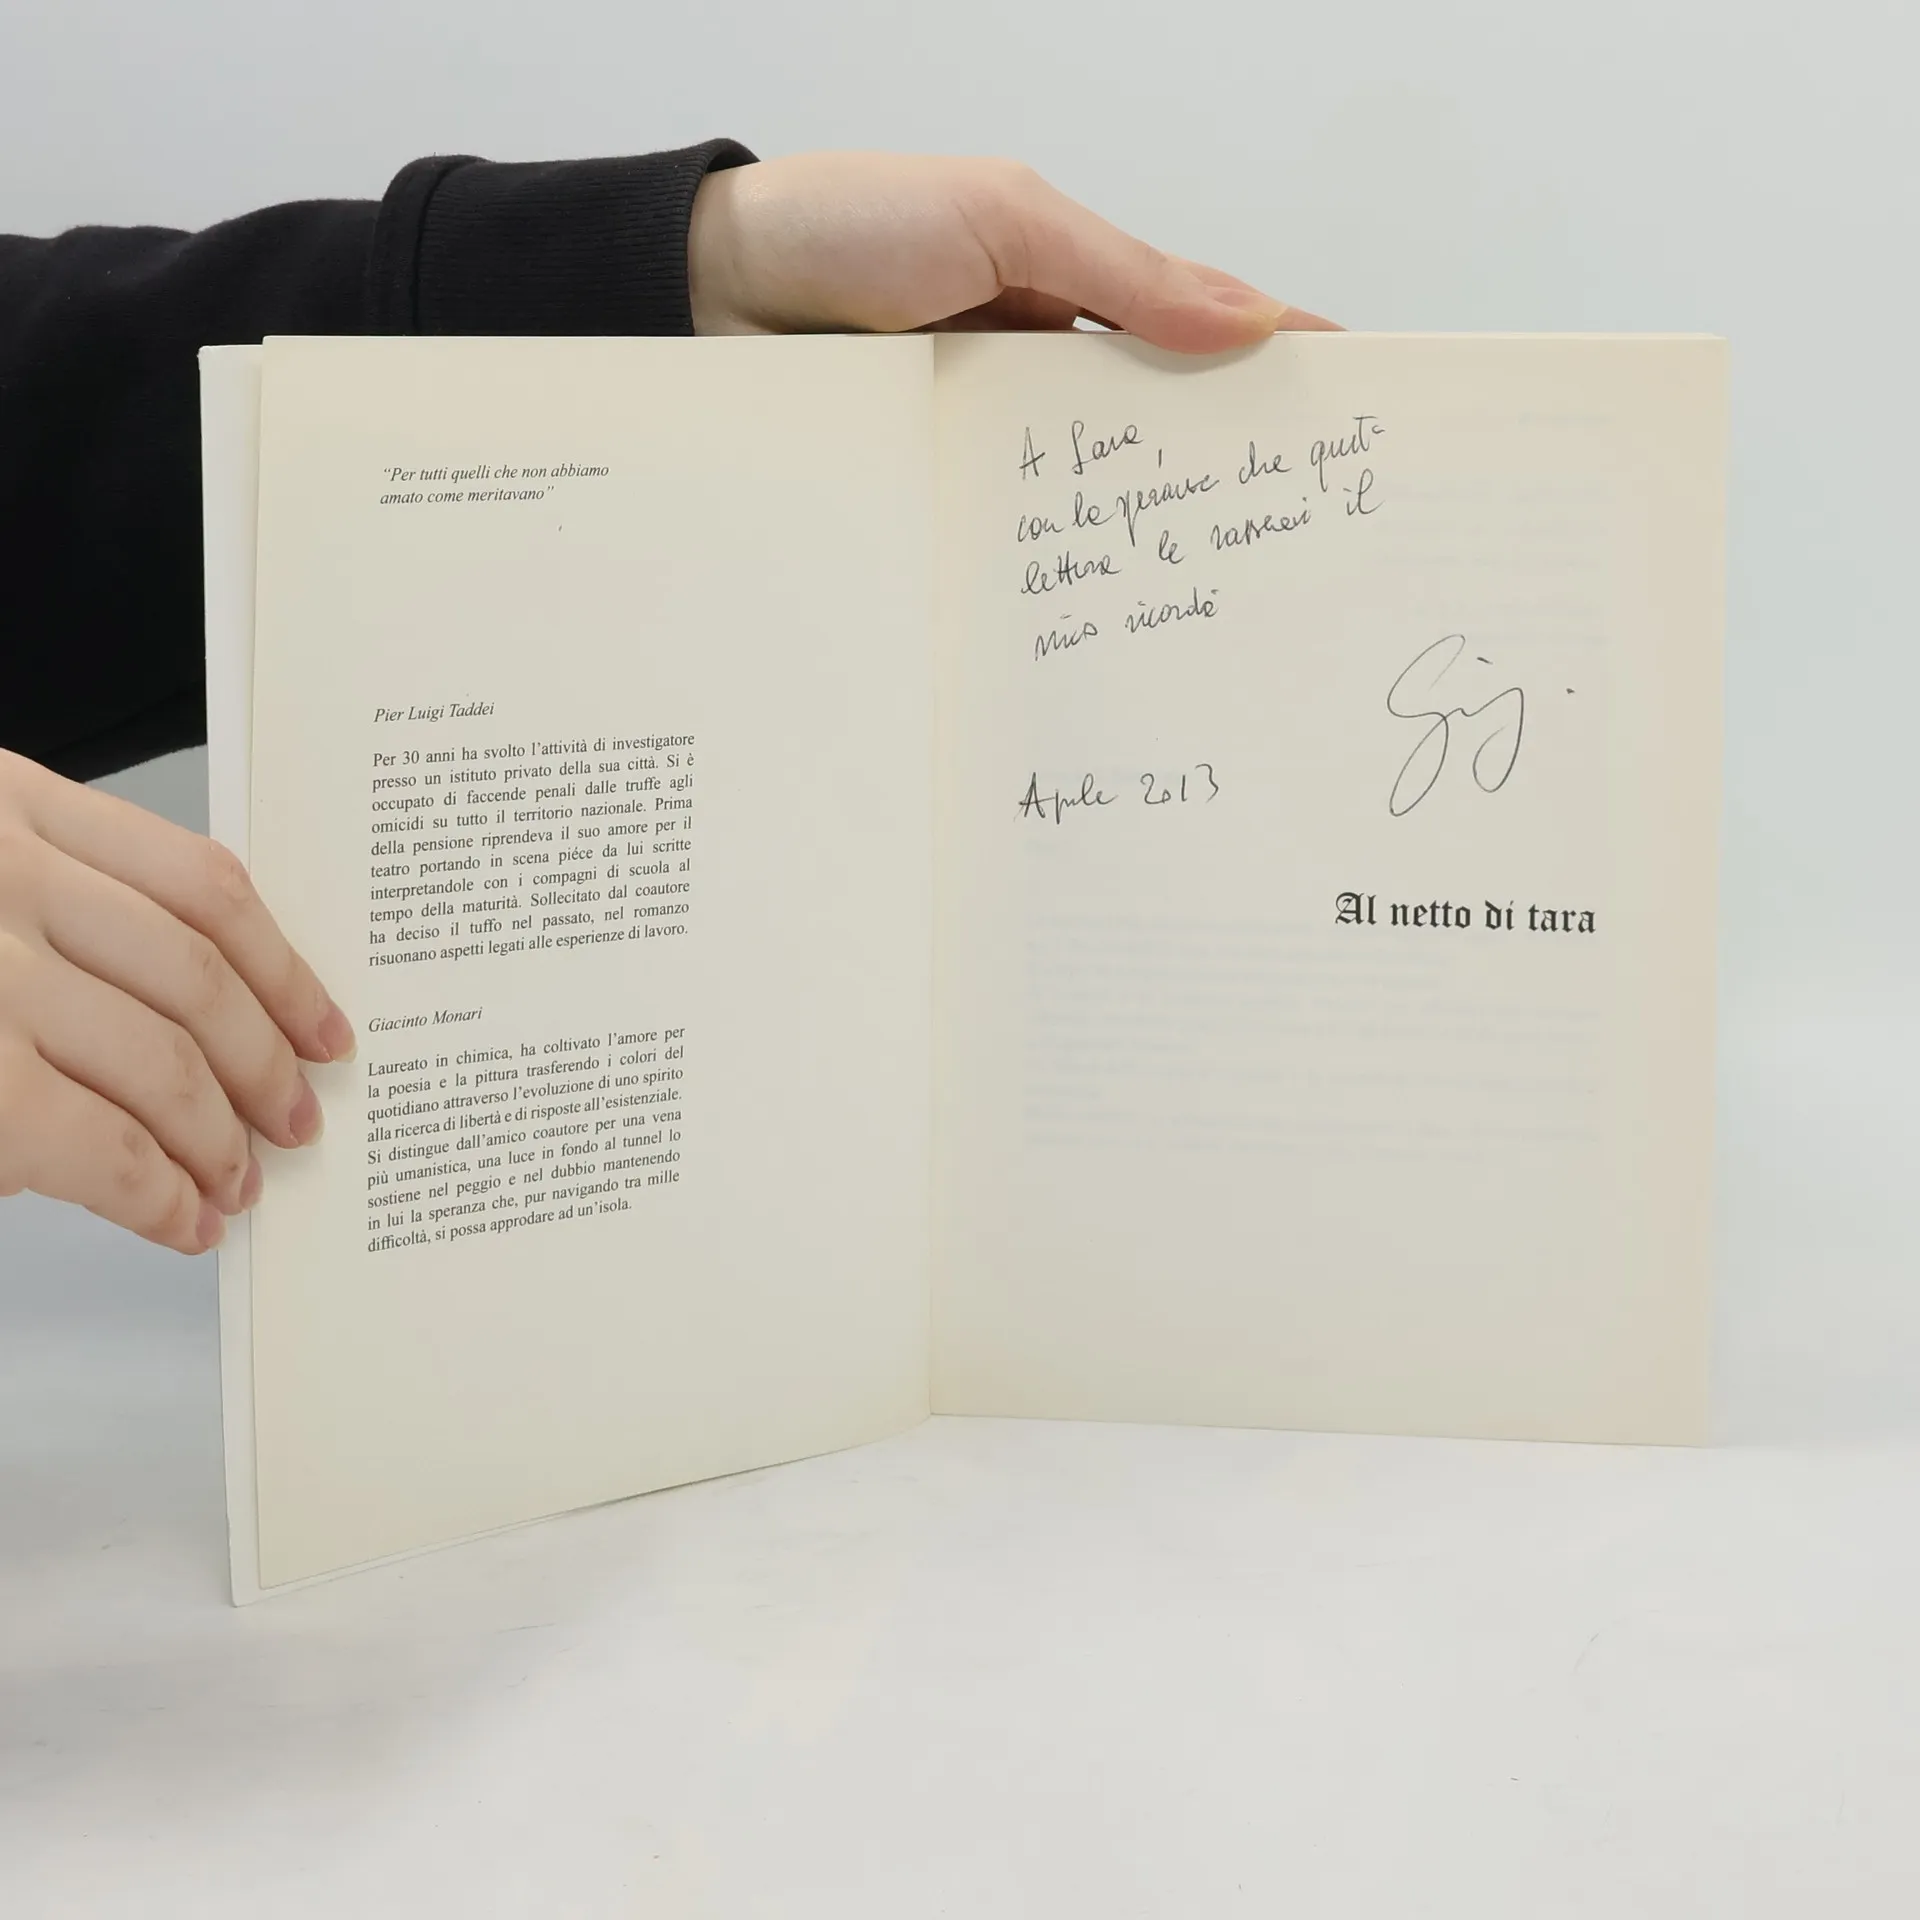 “Per tutti quelli che non abbiamo
amato come meritavano”
Pier Luigi Taddei
Per 30 anni ha svolto l’attività di investigatore
presso un istituto privato della sua città. Si è
occupato di faccende penali dalle truffe agli
omicidi su tutto il territorio nazionale. Prima
della pensione riprendeva il suo amore per il
teatro portando in scena piéce da lui scritte
interpretandole con i compagni di scuola al
tempo della maturità. Sollecitato dal coautore
ha deciso il tuffo nel passato, nel romanzo
risuonano aspetti legati alle esperienze di lavoro.
Giacinto Monari
Laureato in chimica, ha coltivato l’amore per
la poesia e la pittura trasferendo i colori del
quotidiano attraverso l’evoluzione di uno spirito
alla ricerca di libertà e di risposte all’esistenziale.
Si distingue dall’amico coautore per una vena
più umanistica, una luce in fondo al tunnel lo
sostiene nel peggio e nel dubbio mantenendo
in lui la speranza che, pur navigando tra mille
difficoltà, si possa approdare ad un’isola.
A Sara,
con la speranza che questa
lettura le il
mio ricordo
Aprile 2013
Al netto di tara